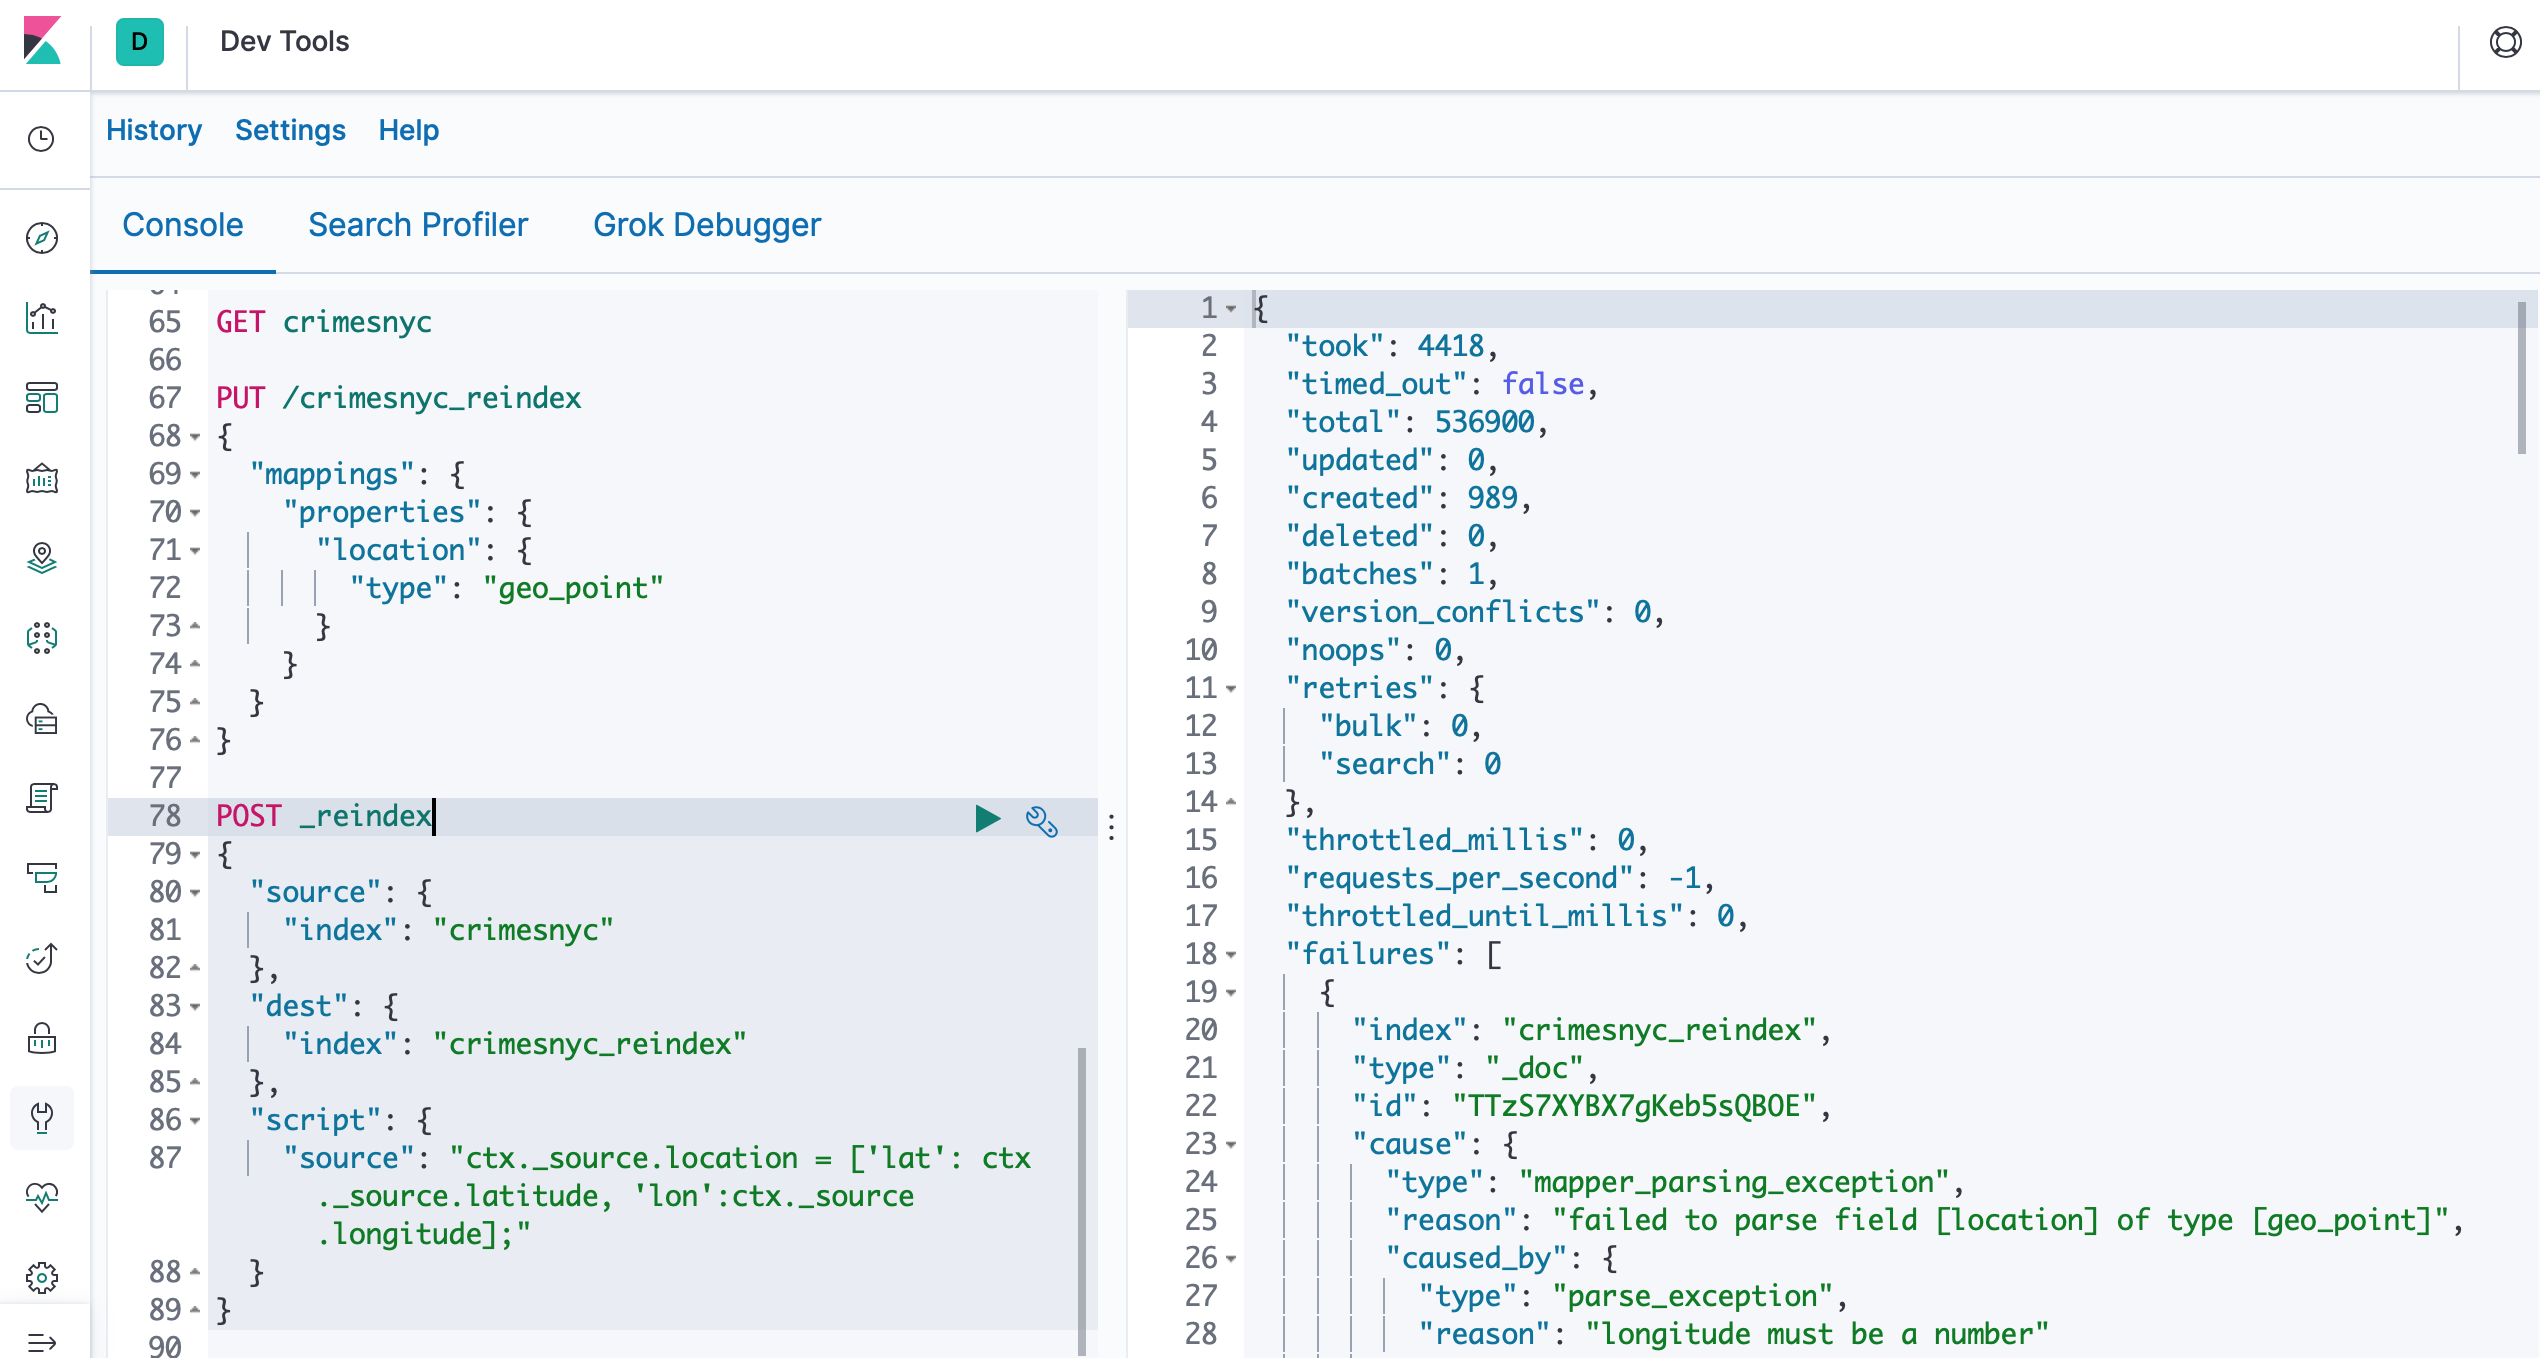 D
Dev Tools
History Settings Help
Console Search Profiler Grok Debugger
65 GET crimesnyc
66
67 PUT /crimesnyc_reindex
68 {
69 "mappings": {
70 "properties": {
71 "location": {
72 "type": "geo_point"
73 }
74 }
75 }
76 }
77
78 POST _reindex
79 {
80 "source": {
81 "index": "crimesnyc"
82 },
83 "dest": {
84 "index": "crimesnyc_reindex"
85 },
86 "script": {
87 "source": "ctx._source.location = ['lat': ctx
._source.latitude, 'lon':ctx._source
.longitude];"
88 }
89 }
90
1 {
2 "took": 4418,
3 "timed_out": false,
4 "total": 536900,
5 "updated": 0,
6 "created": 989,
7 "deleted": 0,
8 "batches": 1,
9 "version_conflicts": 0,
10 "noops": 0,
11 "retries": {
12 "bulk": 0,
13 "search": 0
14 },
15 "throttled_millis": 0,
16 "requests_per_second": -1,
17 "throttled_until_millis": 0,
18 "failures": [
19 {
20 "index": "crimesnyc_reindex",
21 "type": "_doc",
22 "id": "TTzS7XYBX7gKeb5sQBOE",
23 "cause": {
24 "type": "mapper_parsing_exception",
25 "reason": "failed to parse field [location] of type [geo_point]",
26 "caused_by": {
27 "type": "parse_exception",
28 "reason": "longitude must be a number"